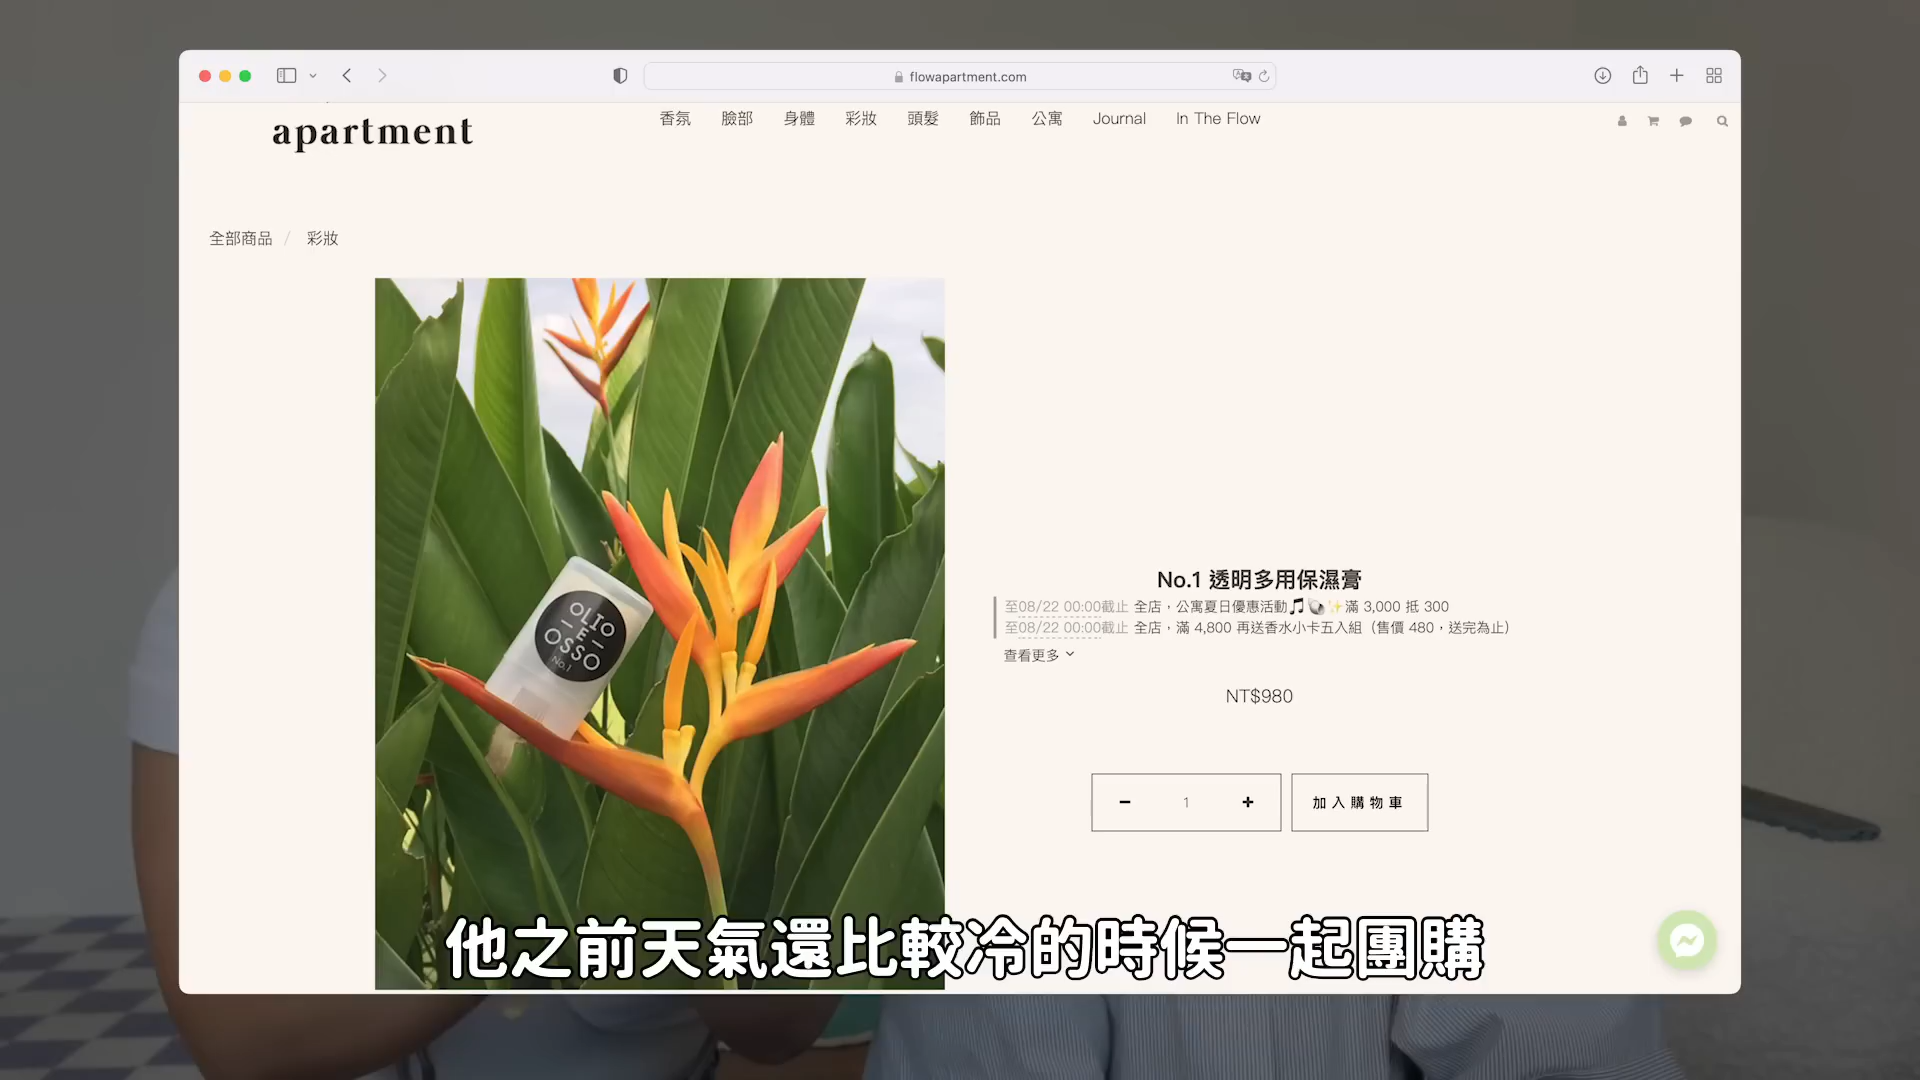 flowapartment.com
apartment
香氛 臉部 身體 彩妝 頭髮 飾品 公寓 Journal In The Flow
全部商品 / 彩妝
OLIO
-E-
OSSO
No.1
No.1 透明多用保濕膏
至08/22 00:00截止 全店，公寓夏日優惠活動🎵🐚✨滿 3,000 抵 300
至08/22 00:00截止 全店，滿 4,800 再送香水小卡五入組（售價 480，送完為止）
查看更多
NT$980
− 1 + 加入購物車
他之前天氣還比較冷的時候一起團購